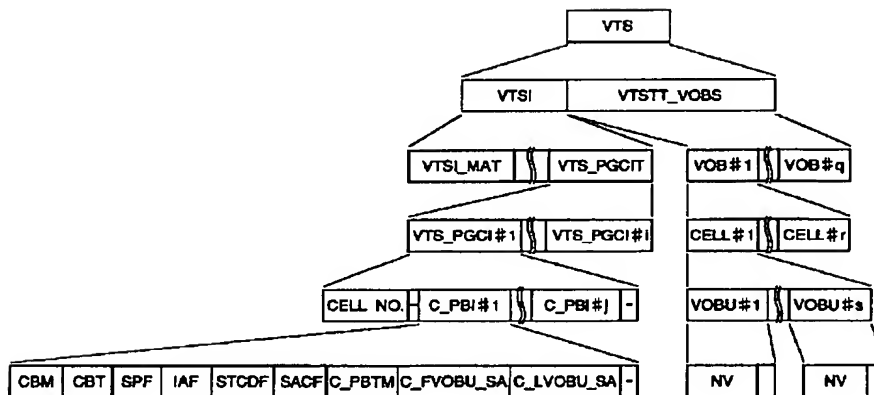 VTS
VTSI VTSTT_VOBS
VTSI_MAT VTS_PGCIT VOB#1 VOB#q
VTS_PGCI#1 VTS_PGCI#i CELL#1 CELL#r
CELL NO. - C_PBI#1 C_PBI#j - VOBU#1 VOBU#s
CBM CBT SPF IAF STCDF SACF C_PBTM C_FVOBU_SA C_LVOBU_SA - NV NV